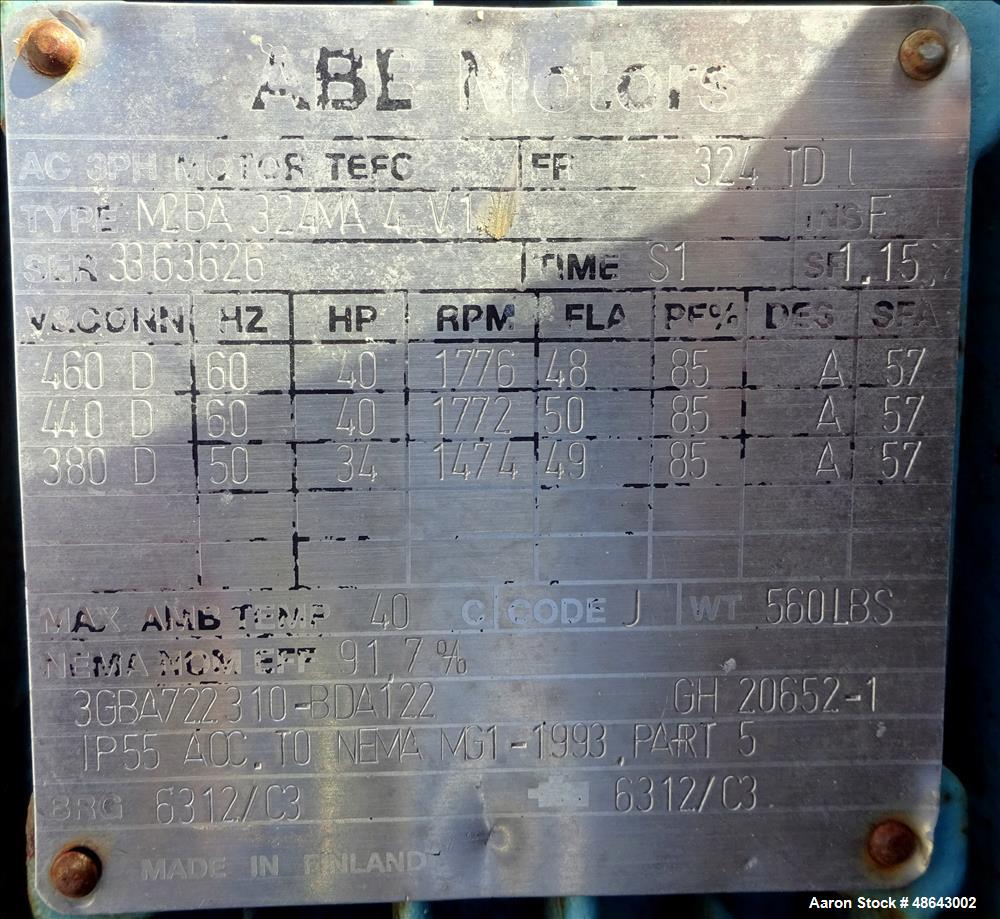 ABB Motors
AC 3PH MOTOR TEFC FR 324 TD
TYPE M2BA 324MA 4 V1 INS F
SER 3363626 TIME S1 SF 1.15
V&CONN HZ HP RPM FLA PF% DES SFA
460 D 60 40 1776 48 85 A 57
440 D 60 40 1772 50 85 A 57
380 D 50 34 1474 49 85 A 57
MAX AMB TEMP 40 C CODE J WT 560LBS
NEMA NOM EFF 91,7 %
3GBA722310-BDA122 GH 20652-1
IP55 ACC. TO NEMA MG1-1993, PART 5
BRG 6312/C3 6312/C3
MADE IN FINLAND
Aaron Stock # 48643002